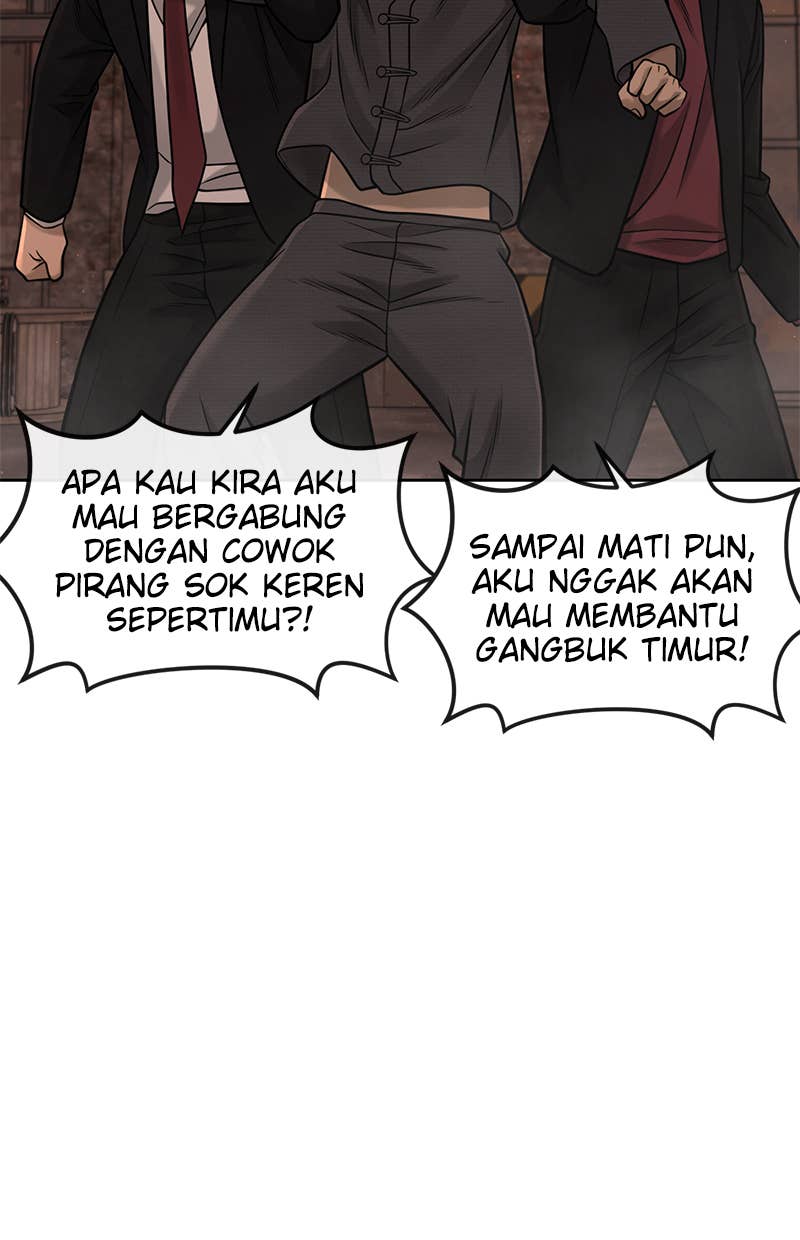 APA KAU KIRA AKU
MAU BERGABUNG
DENGAN COWOK
PIRANG SOK KEREN
SEPERTIMU?!
SAMPAI MATI PUN,
AKU NGGAK AKAN
MAU MEMBANTU
GANGBUK TIMUR!